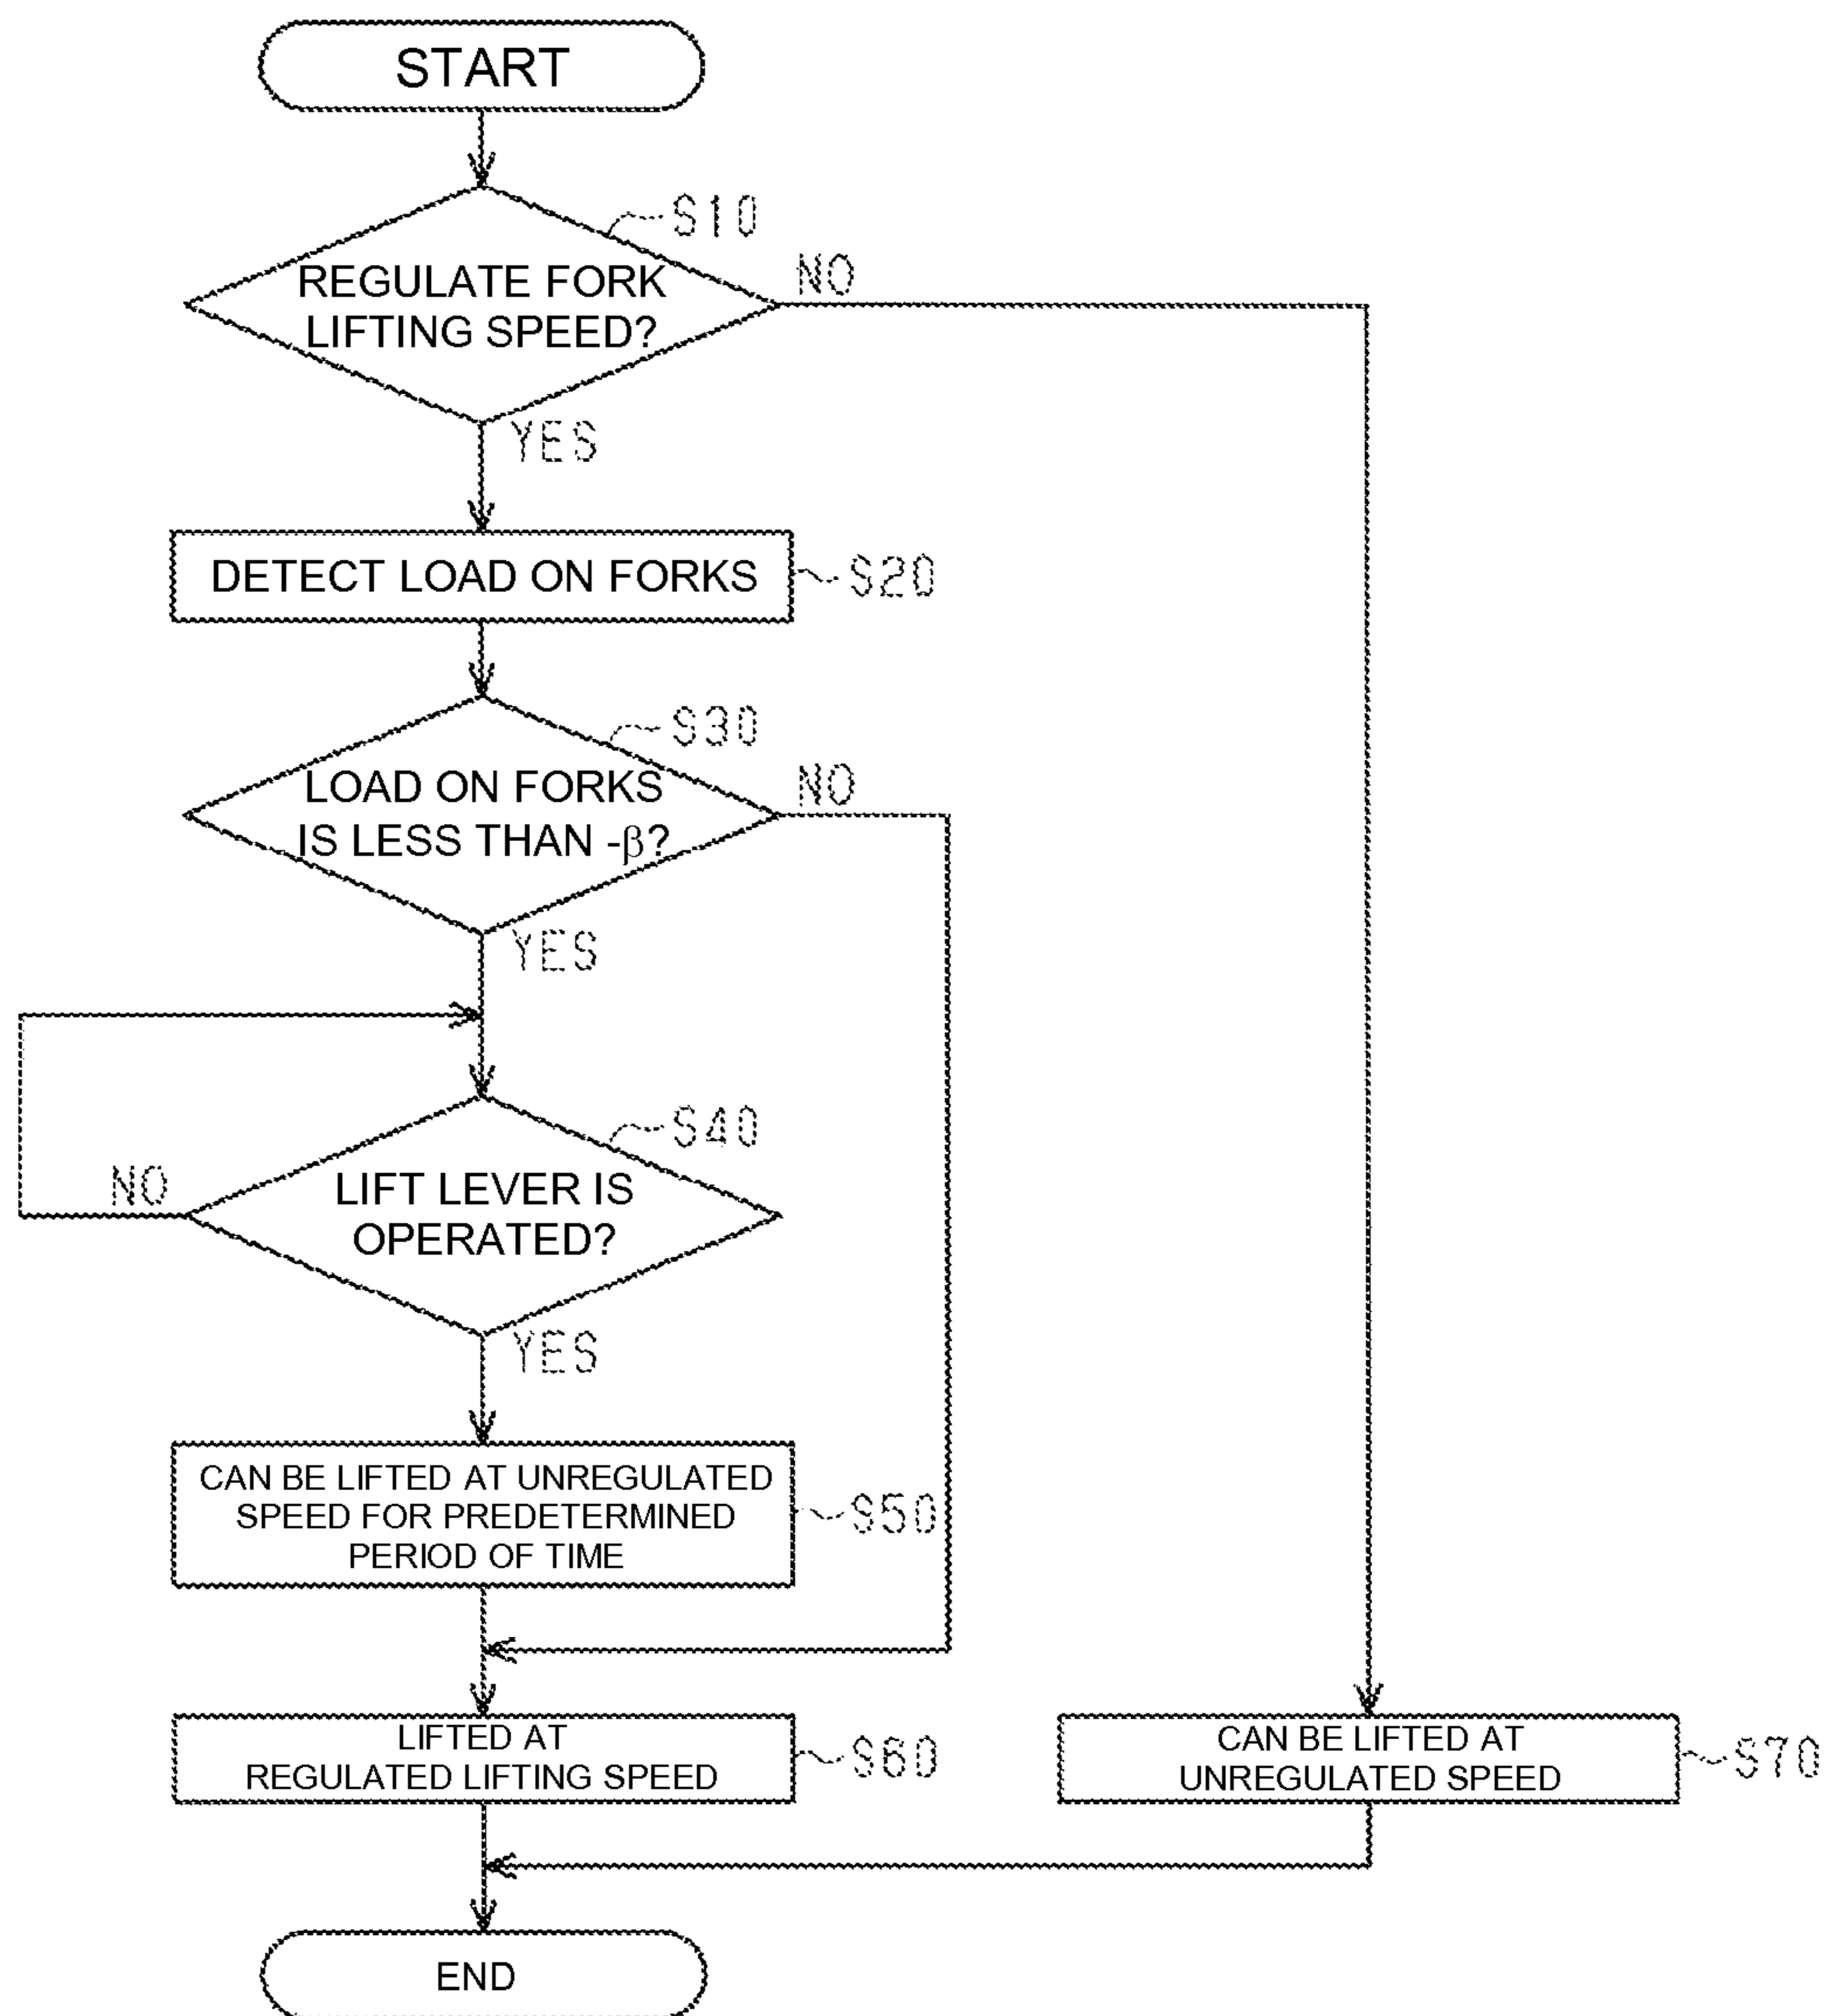 START
S10
REGULATE FORK
LIFTING SPEED?
NO
YES
DETECT LOAD ON FORKS
S20
S30
LOAD ON FORKS
IS LESS THAN -β?
NO
YES
S40
LIFT LEVER IS
OPERATED?
NO
YES
CAN BE LIFTED AT UNREGULATED
SPEED FOR PREDETERMINED
PERIOD OF TIME
S50
LIFTED AT
REGULATED LIFTING SPEED
S60
CAN BE LIFTED AT
UNREGULATED SPEED
S70
END